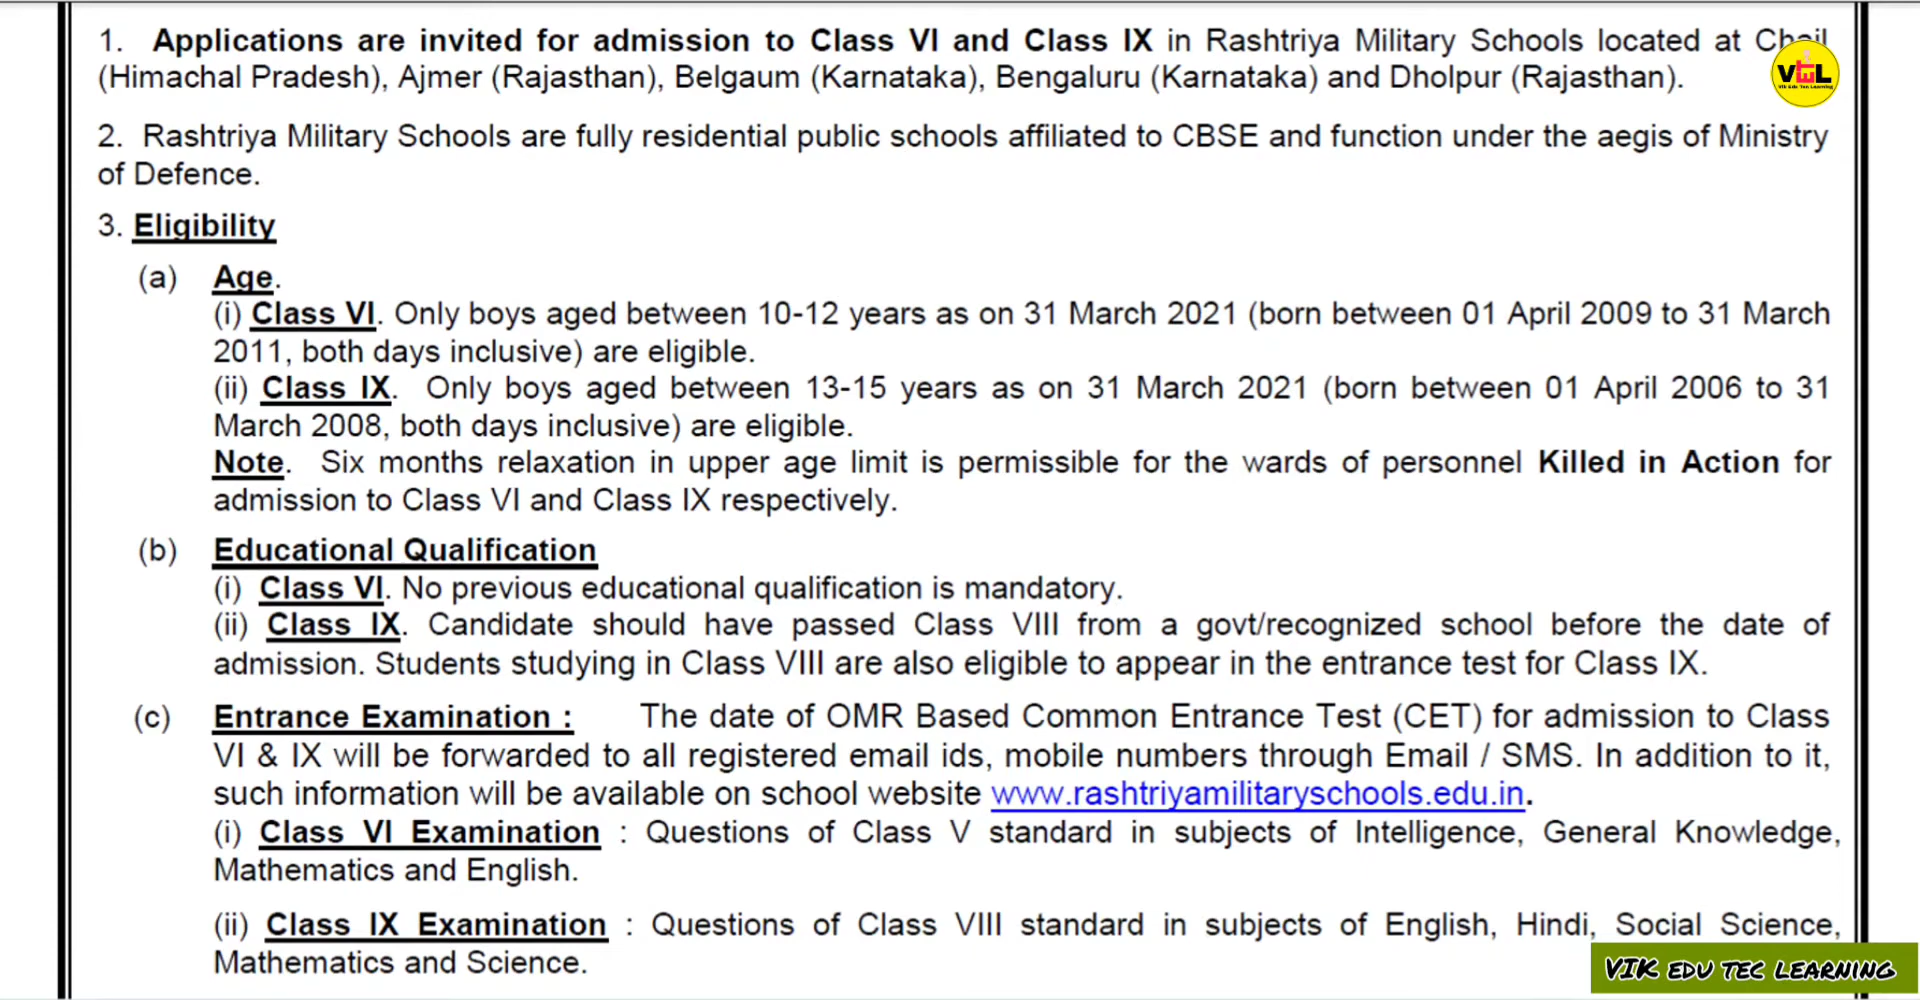 1. Applications are invited for admission to Class VI and Class IX in Rashtriya Military Schools located at Chail
(Himachal Pradesh), Ajmer (Rajasthan), Belgaum (Karnataka), Bengaluru (Karnataka) and Dholpur (Rajasthan).
VETL
Vik Edu Tec Learning
2. Rashtriya Military Schools are fully residential public schools affiliated to CBSE and function under the aegis of Ministry
of Defence.
3. Eligibility
(a) Age.
(i) Class VI. Only boys aged between 10-12 years as on 31 March 2021 (born between 01 April 2009 to 31 March
2011, both days inclusive) are eligible.
(ii) Class IX. Only boys aged between 13-15 years as on 31 March 2021 (born between 01 April 2006 to 31
March 2008, both days inclusive) are eligible.
Note. Six months relaxation in upper age limit is permissible for the wards of personnel Killed in Action for
admission to Class VI and Class IX respectively.
(b) Educational Qualification
(i) Class VI. No previous educational qualification is mandatory.
(ii) Class IX. Candidate should have passed Class VIII from a govt/recognized school before the date of
admission. Students studying in Class VIII are also eligible to appear in the entrance test for Class IX.
(c) Entrance Examination : The date of OMR Based Common Entrance Test (CET) for admission to Class
VI & IX will be forwarded to all registered email ids, mobile numbers through Email / SMS. In addition to it,
such information will be available on school website www.rashtriyamilitaryschools.edu.in.
(i) Class VI Examination : Questions of Class V standard in subjects of Intelligence, General Knowledge,
Mathematics and English.
(ii) Class IX Examination : Questions of Class VIII standard in subjects of English, Hindi, Social Science,
Mathematics and Science.
VIK EDU TEC LEARNING